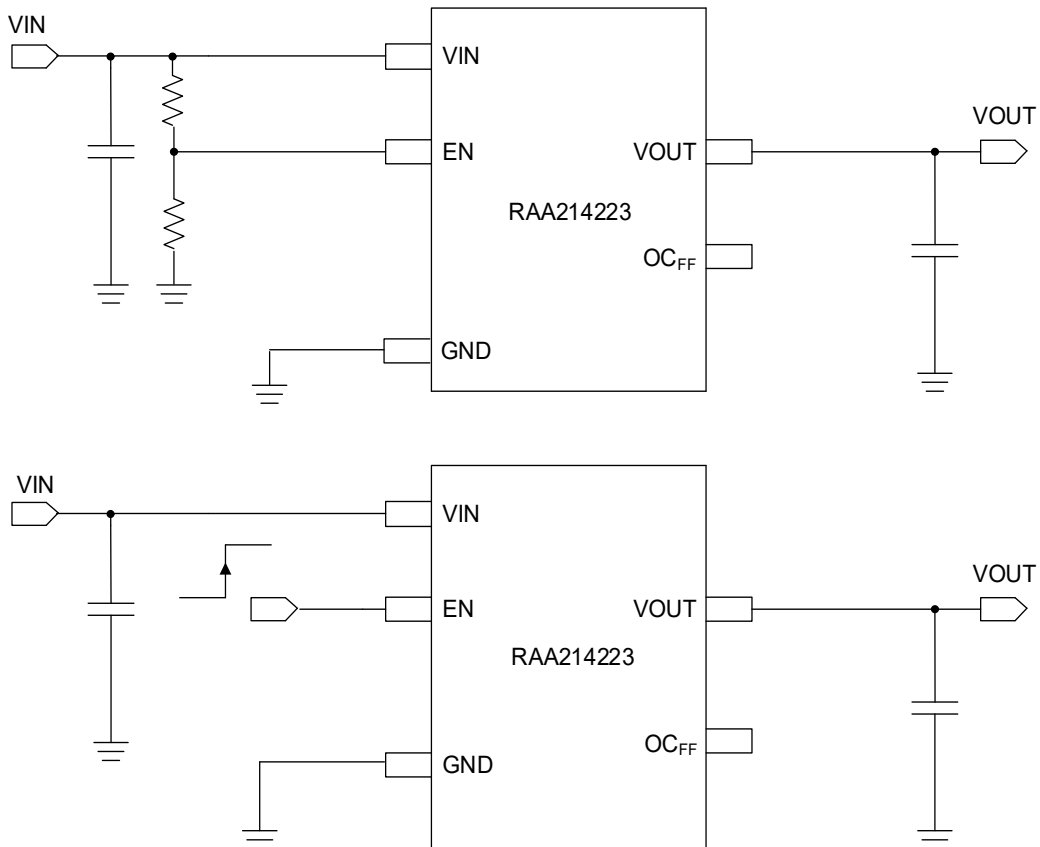 VIN
VIN
VOUT
EN
VOUT
RAA214223
OCFF
GND
VIN
VIN
VOUT
EN
VOUT
RAA214223
OCFF
GND